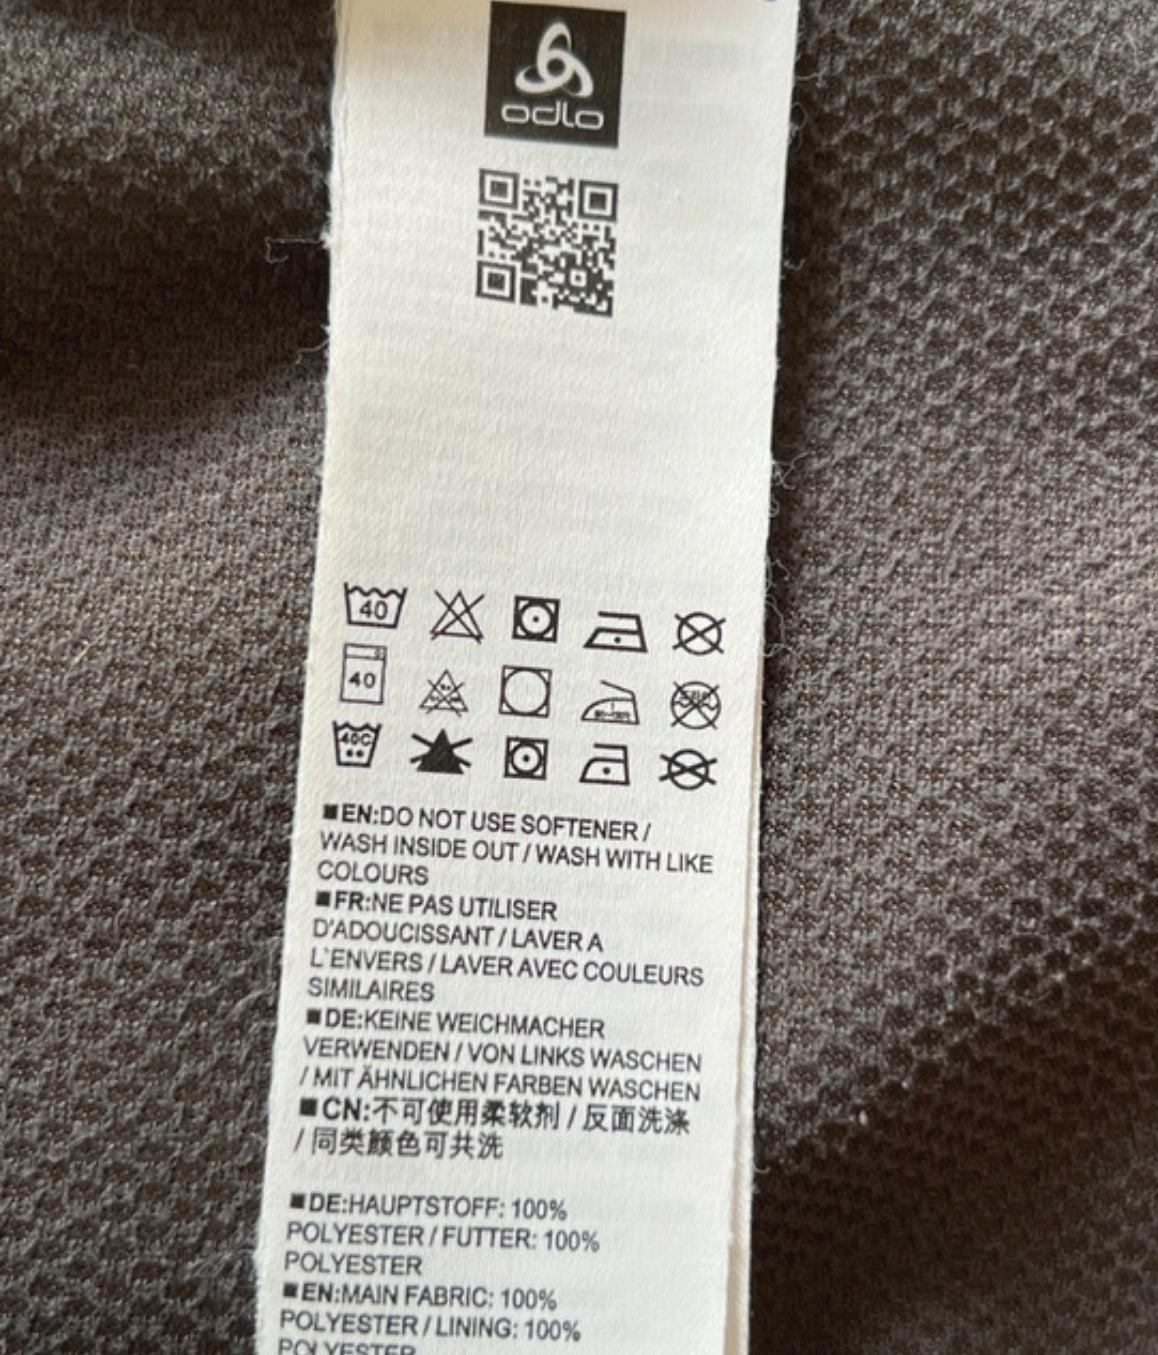 odlo
40
40
40C
■EN:DO NOT USE SOFTENER /
WASH INSIDE OUT / WASH WITH LIKE
COLOURS
■FR:NE PAS UTILISER
D'ADOUCISSANT / LAVER A
L`ENVERS / LAVER AVEC COULEURS
SIMILAIRES
■DE:KEINE WEICHMACHER
VERWENDEN / VON LINKS WASCHEN
/ MIT ÄHNLICHEN FARBEN WASCHEN
■CN:不可使用柔软剂 / 反面洗涤
/ 同类颜色可共洗
■DE:HAUPTSTOFF: 100%
POLYESTER / FUTTER: 100%
POLYESTER
■EN:MAIN FABRIC: 100%
POLYESTER / LINING: 100%
POLYESTER